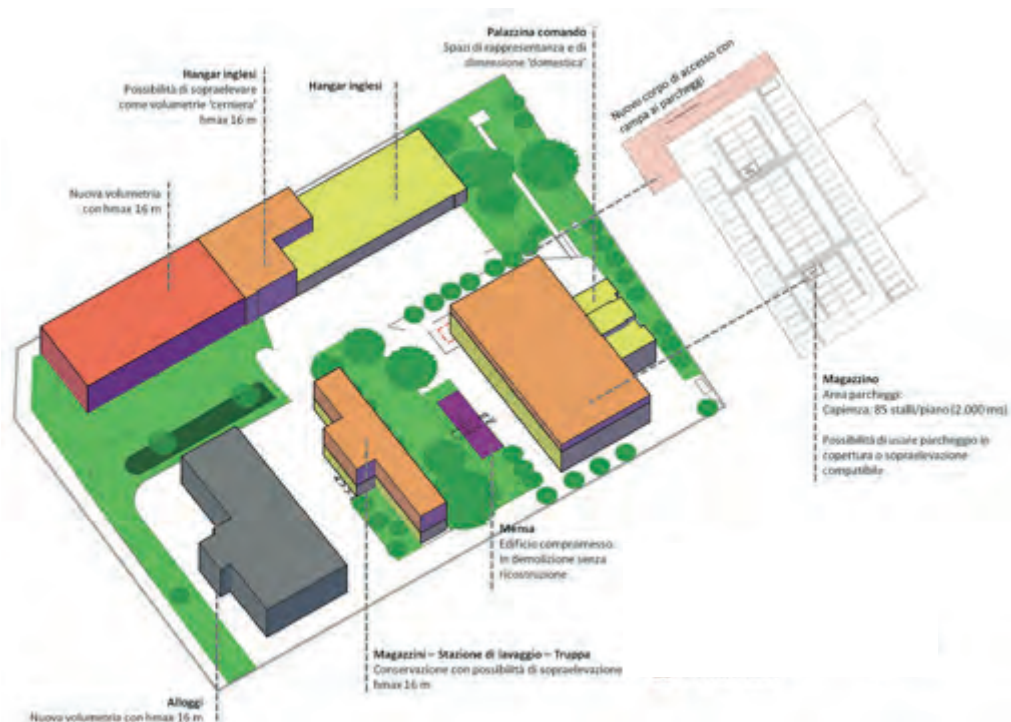 Palazzina comando
Spazi di rappresentanza e di
dimensione 'domestica'
Hangar inglesi
Possibilità di sopraelevare
come volumetrie 'cerniera'
hmax 16 m
Hangar inglesi
Nuovo corpo di accesso con
rampa ai parcheggi
Nuova volumetria
con hmax 16 m
Magazzino
Area parcheggi:
Capienza: 85 stalli/piano (2.000 ms)
Possibilità di usare parcheggio in
copertura o sopraelevazione
compatibile
Mensa
Edificio compromesso:
In demolizione senza
ricostruzione
Magazzini – Stazione di lavaggio – Truppa
Conservazione con possibilità di sopraelevazione
hmax 16 m
Alloggi
Nuova volumetria con hmax 16 m